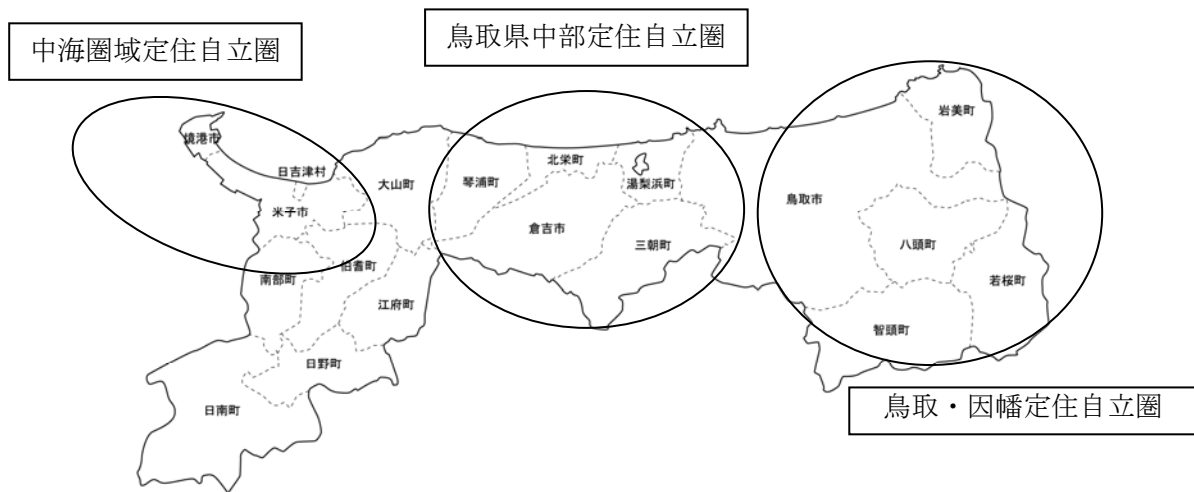 中海圏域定住自立圏
鳥取県中部定住自立圏
境港市
日吉津村
米子市
大山町
南部町
伯耆町
江府町
日野町
日南町
琴浦町
北栄町
湯梨浜町
倉吉市
三朝町
岩美町
鳥取市
八頭町
若桜町
智頭町
鳥取・因幡定住自立圏